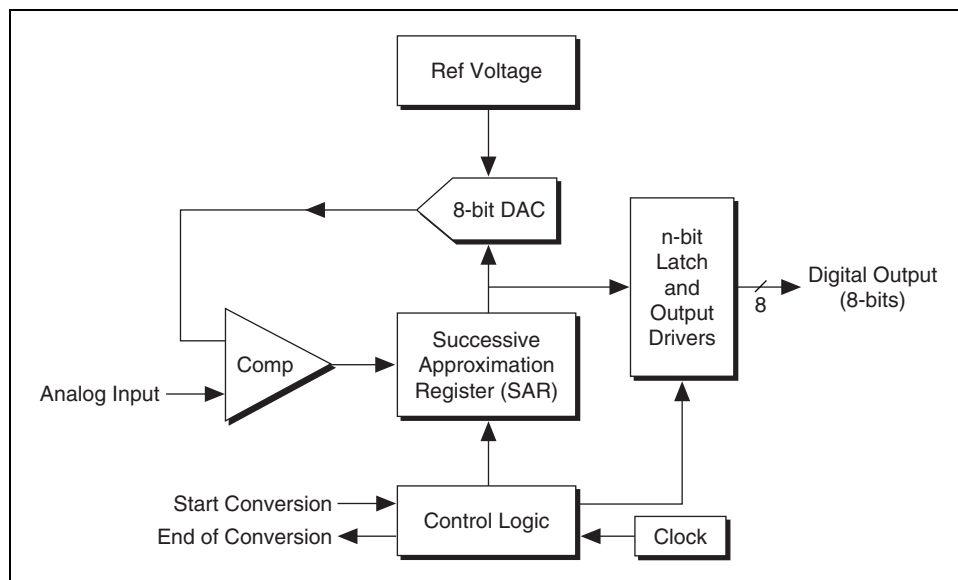 Ref Voltage
8-bit DAC
n-bit
Latch
and
Output
Drivers
8
Digital Output
(8-bits)
Comp
Successive
Approximation
Register (SAR)
Analog Input
Start Conversion
End of Conversion
Control Logic
Clock